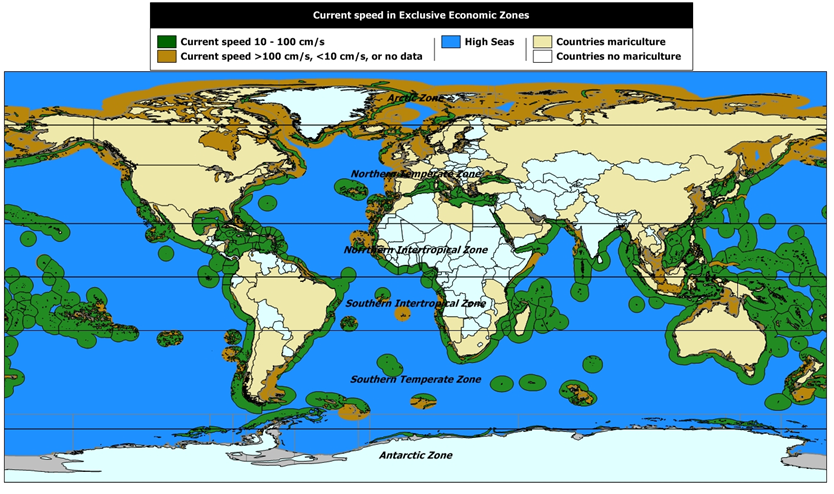 Current speed in Exclusive Economic Zones
Current speed 10 - 100 cm/s
High Seas
Countries mariculture
Current speed >100 cm/s, <10 cm/s, or no data
Countries no mariculture
Arctic Zone
Northern Temperate Zone
Norrthern Intertropical Zone
Southern Intertropical Zone
Southern Temperate Zone
Antarctic Zone